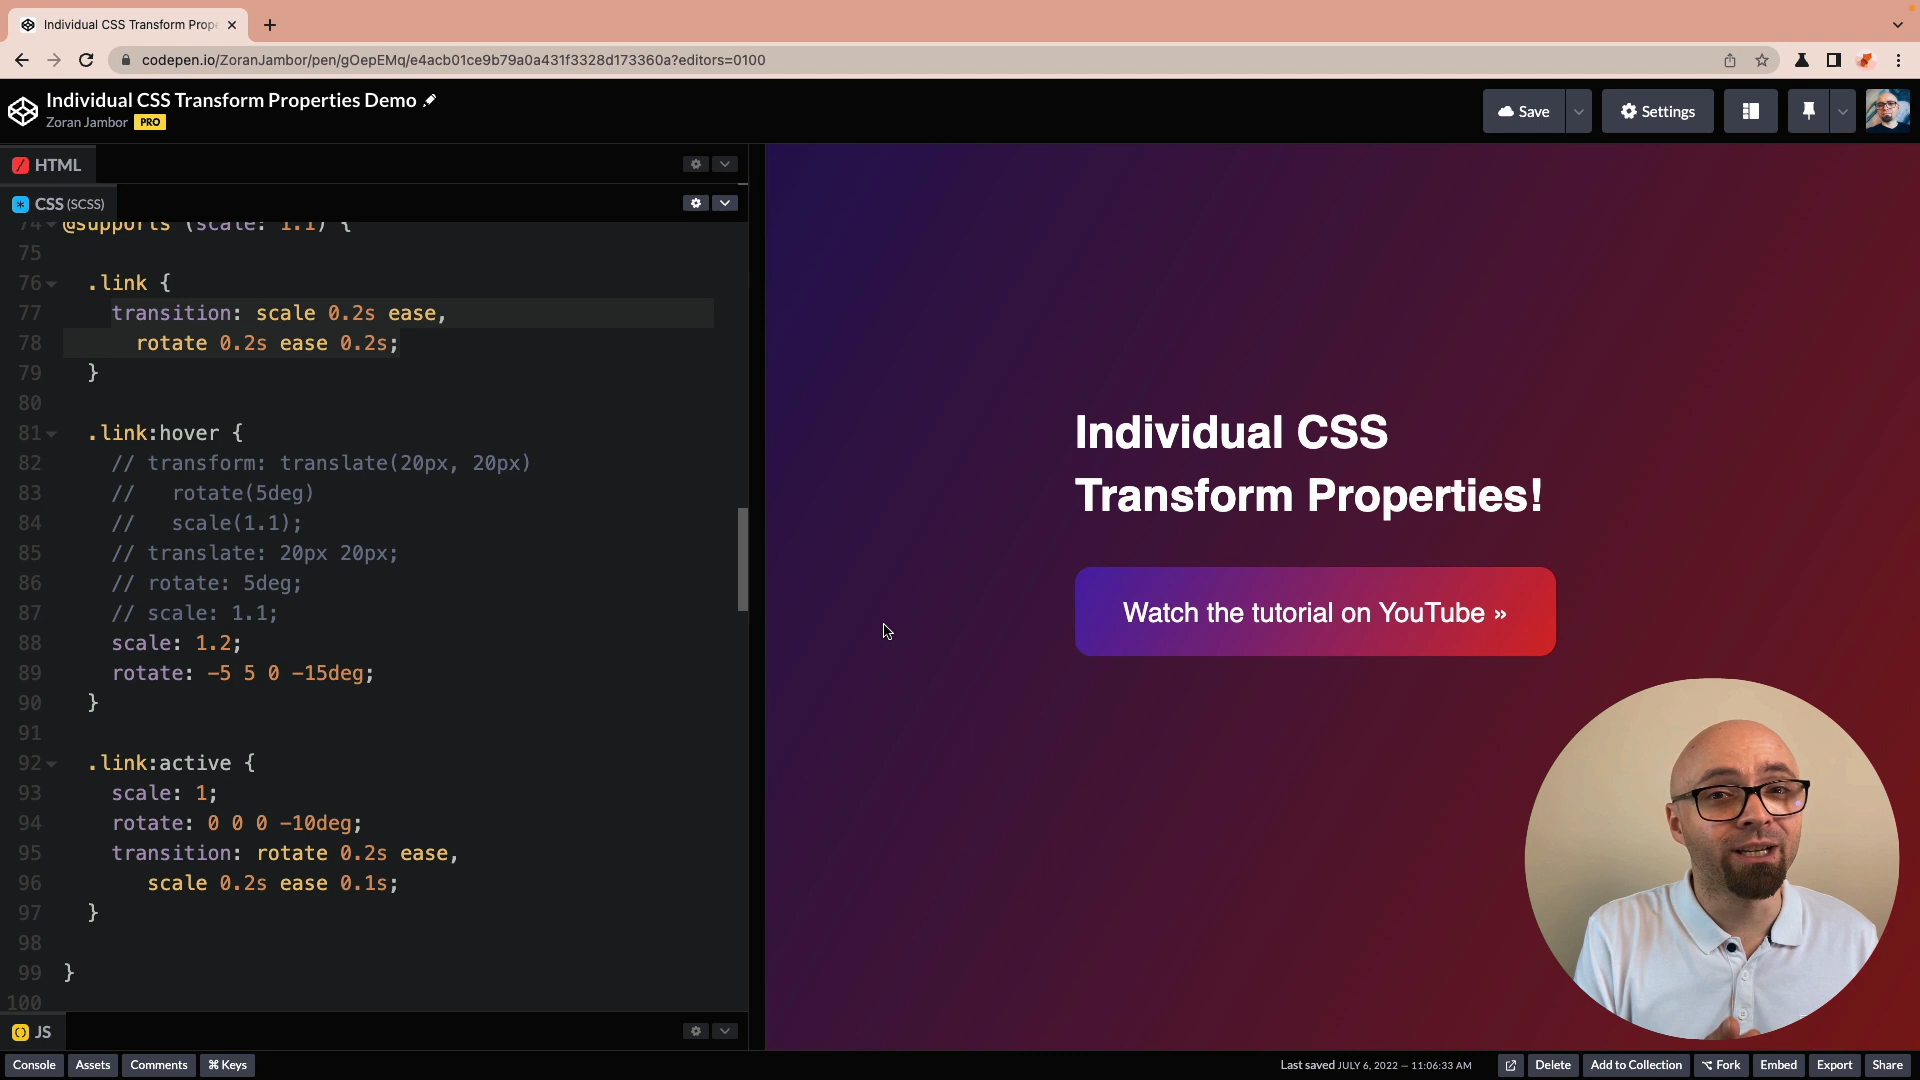 Individual CSS Transform Prope
codepen.io/ZoranJambor/pen/gOepEMq/e4acb01ce9b79a0a431f3328d173360a?editors=0100
Individual CSS Transform Properties Demo
Zoran Jambor PRO
Save
Settings
HTML
CSS (SCSS)
74 @supports (scale: 1.1) {
75
76 .link {
77 transition: scale 0.2s ease,
78 rotate 0.2s ease 0.2s;
79 }
80
81 .link:hover {
82 // transform: translate(20px, 20px)
83 // rotate(5deg)
84 // scale(1.1);
85 // translate: 20px 20px;
86 // rotate: 5deg;
87 // scale: 1.1;
88 scale: 1.2;
89 rotate: -5 5 0 -15deg;
90 }
91
92 .link:active {
93 scale: 1;
94 rotate: 0 0 0 -10deg;
95 transition: rotate 0.2s ease,
96 scale 0.2s ease 0.1s;
97 }
98
99 }
100
Individual CSS
Transform Properties!
Watch the tutorial on YouTube »
JS
Console Assets Comments ⌘ Keys
Last saved JULY 6, 2022 — 11:06:33 AM
Delete Add to Collection ⌥ Fork Embed Export Share